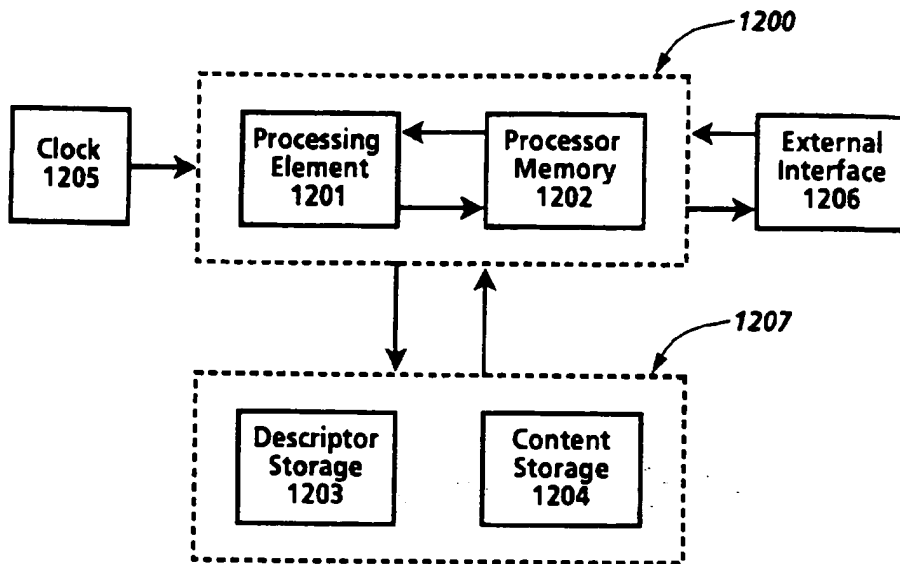 1200
Clock
1205
Processing
Element
1201
Processor
Memory
1202
External
Interface
1206
1207
Descriptor
Storage
1203
Content
Storage
1204